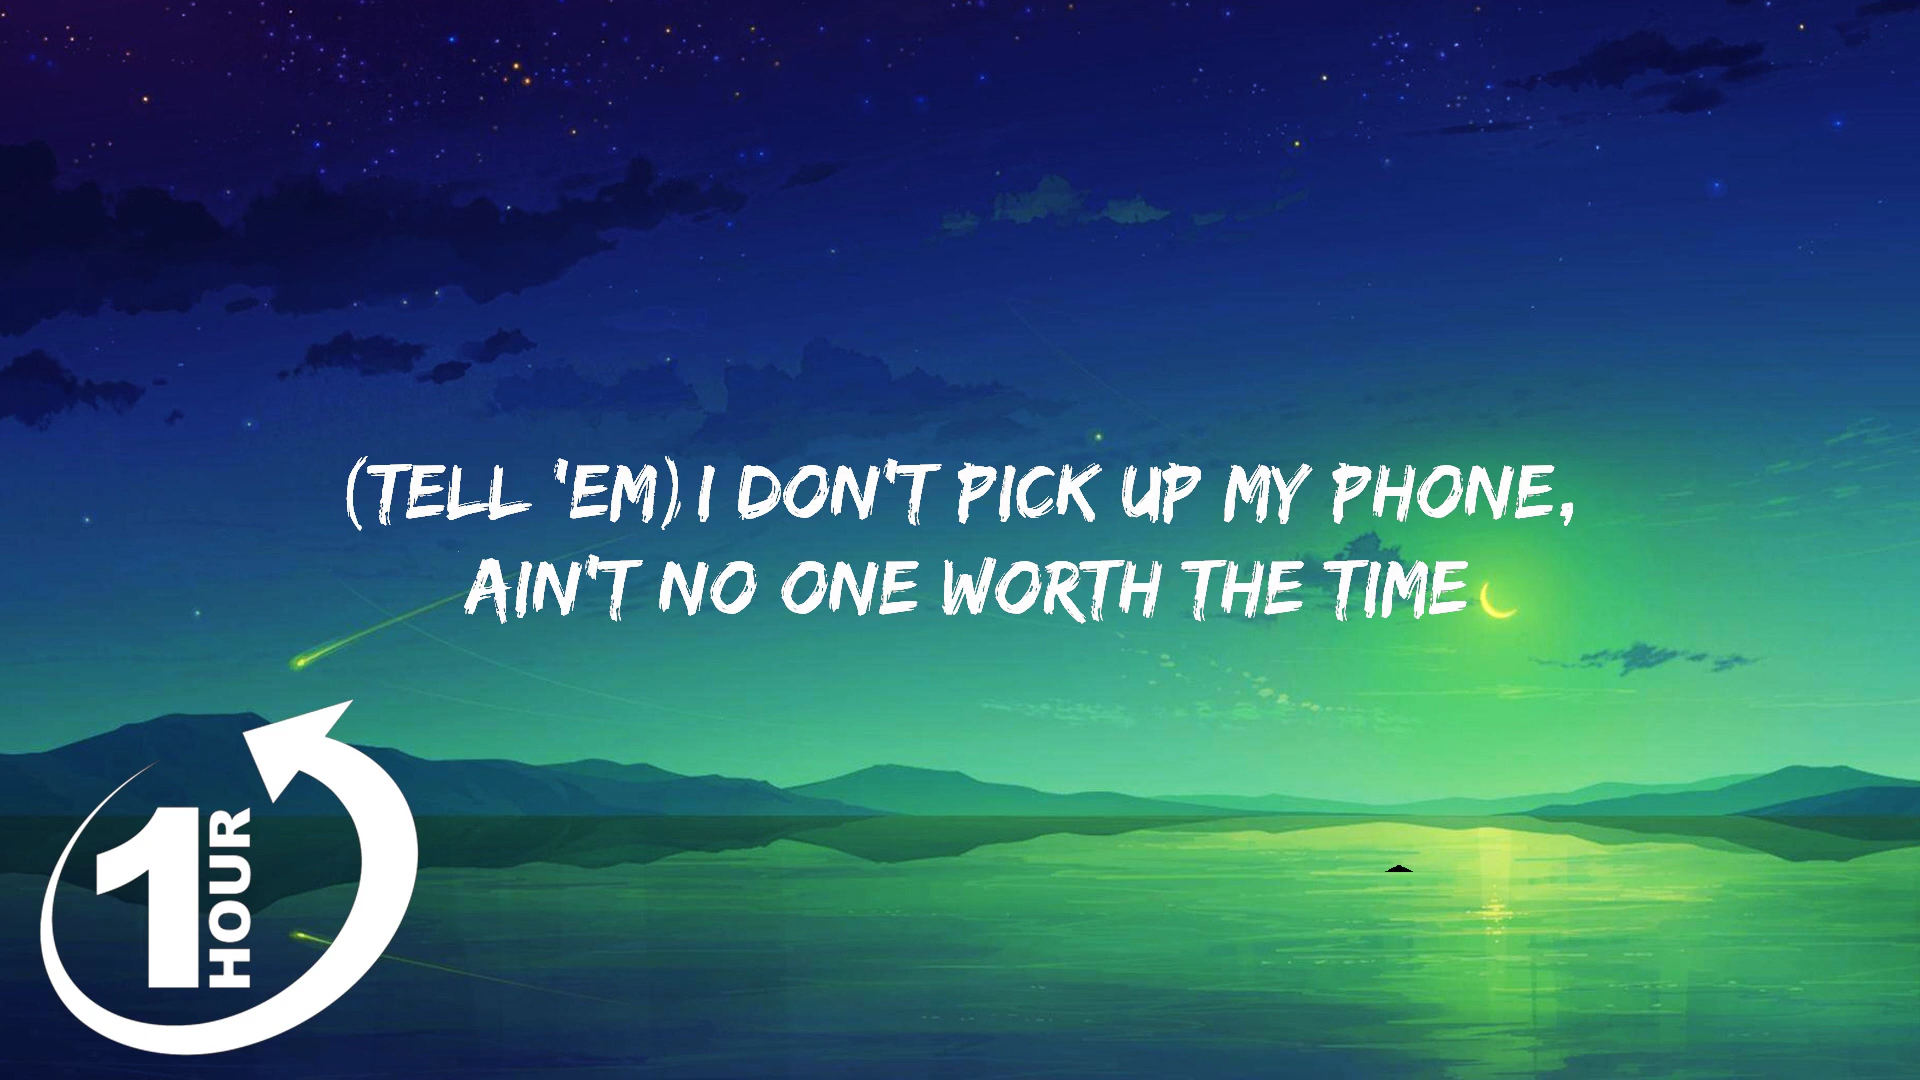 (TELL 'EM) I DON'T PICK UP MY PHONE,
AIN'T NO ONE WORTH THE TIME
1 HOUR